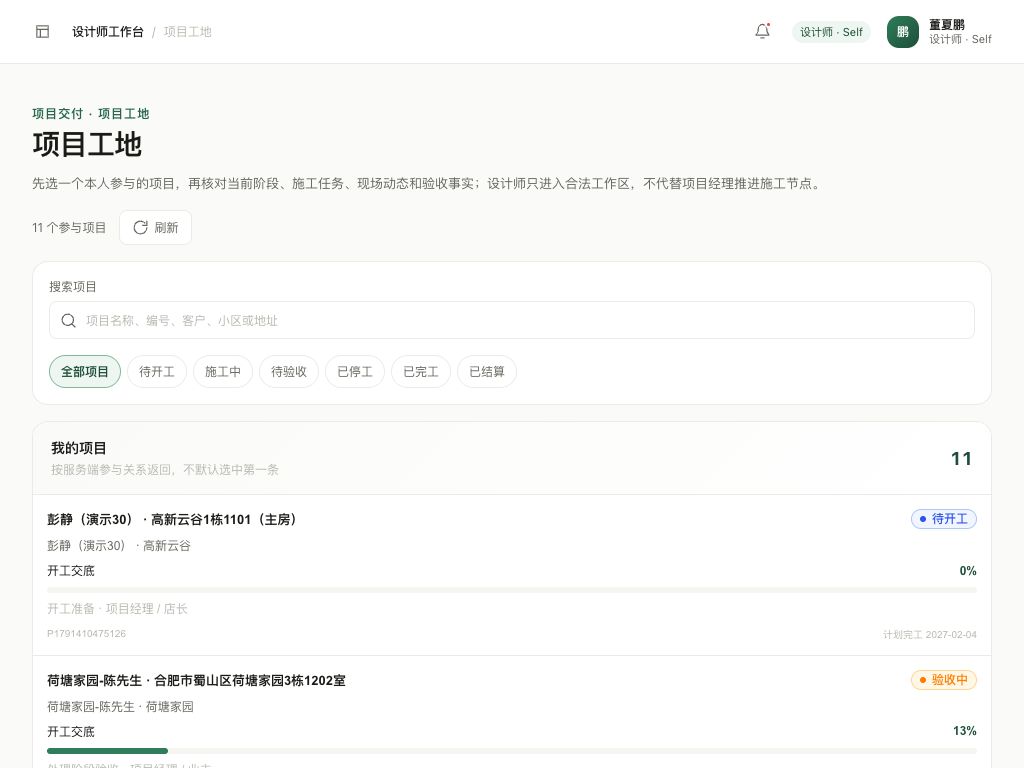 设计师工作台 / 项目工地
设计师 · Self
鹏
董夏鹏
设计师 · Self
项目交付 · 项目工地
项目工地
先选一个本人参与的项目，再核对当前阶段、施工任务、现场动态和验收事实；设计师只进入合法工作区，不代替项目经理推进施工节点。
11 个参与项目
刷新
搜索项目
项目名称、编号、客户、小区或地址
全部项目 待开工 施工中 待验收 已停工 已完工 已结算
我的项目
按服务端参与关系返回，不默认选中第一条
11
彭静（演示30） · 高新云谷1栋1101（主房）
待开工
彭静（演示30） · 高新云谷
开工交底
0%
开工准备 · 项目经理 / 店长
P1791410475126
计划完工 2027-02-04
荷塘家园-陈先生 · 合肥市蜀山区荷塘家园3栋1202室
验收中
荷塘家园-陈先生 · 荷塘家园
开工交底
13%